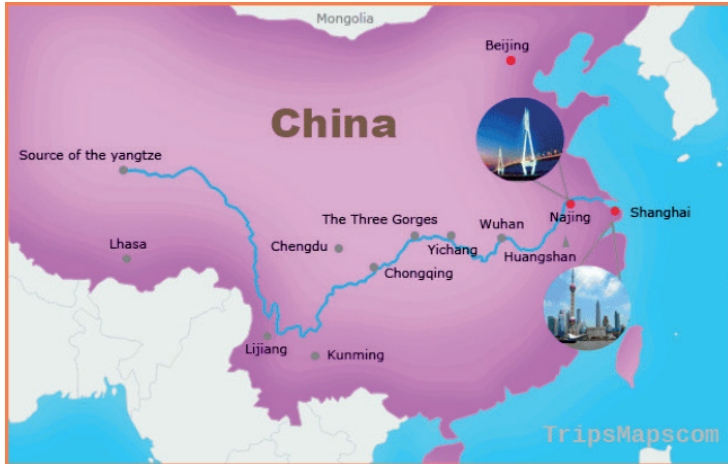 Mongolia
Beijing
China
Source of the yangtze
The Three Gorges
Wuhan
Najing
Shanghai
Lhasa
Chengdu
Yichang
Huangshan
Chongqing
Lijiang
Kunming
TripsMapscom